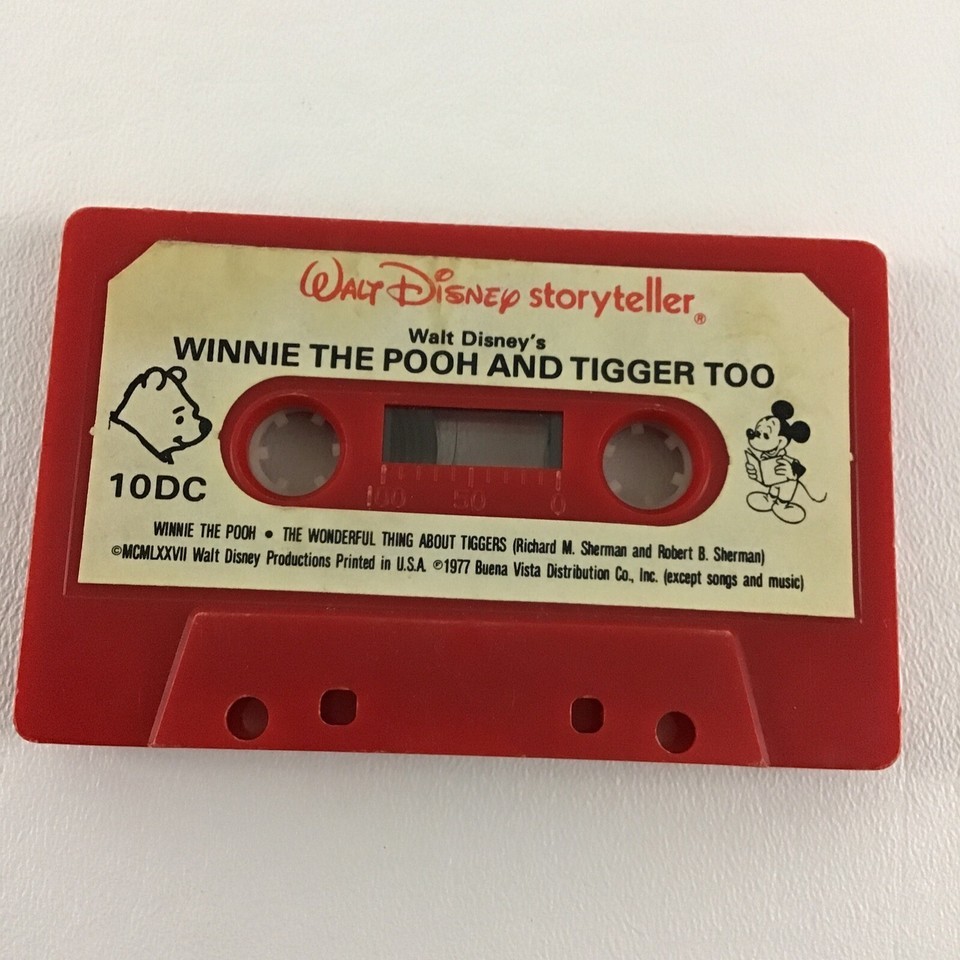 WALT DISNEY storyteller®
Walt Disney's
WINNIE THE POOH AND TIGGER TOO
10DC
100 50 0
WINNIE THE POOH • THE WONDERFUL THING ABOUT TIGGERS (Richard M. Sherman and Robert B. Sherman)
©MCMLXXVII Walt Disney Productions Printed in U.S.A. ℗1977 Buena Vista Distribution Co., Inc. (except songs and music)